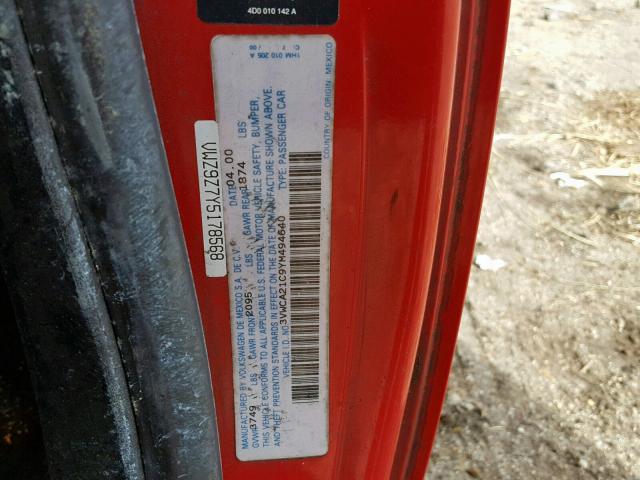 4D0 010 142 A
1HM 010 205 A
COUNTRY OF ORIGIN: MEXICO
MANUFACTURED BY VOLKSWAGEN DE MEXICO S.A. DE C.V. DATE: 04.00
GVWR 3749 LBS GAWR FRONT 2095 LBS GAWR REAR 1874 LBS
THIS VEHICLE CONFORMS TO ALL APPLICABLE U.S. FEDERAL MOTOR VEHICLE SAFETY, BUMPER,
AND THEFT PREVENTION STANDARDS IN EFFECT ON THE DATE OF MANUFACTURE SHOWN ABOVE.
VEHICLE I.D. NO. 3VWCA21C9YM494640 TYPE: PASSENGER CAR
VWZ9Z7Y5178568